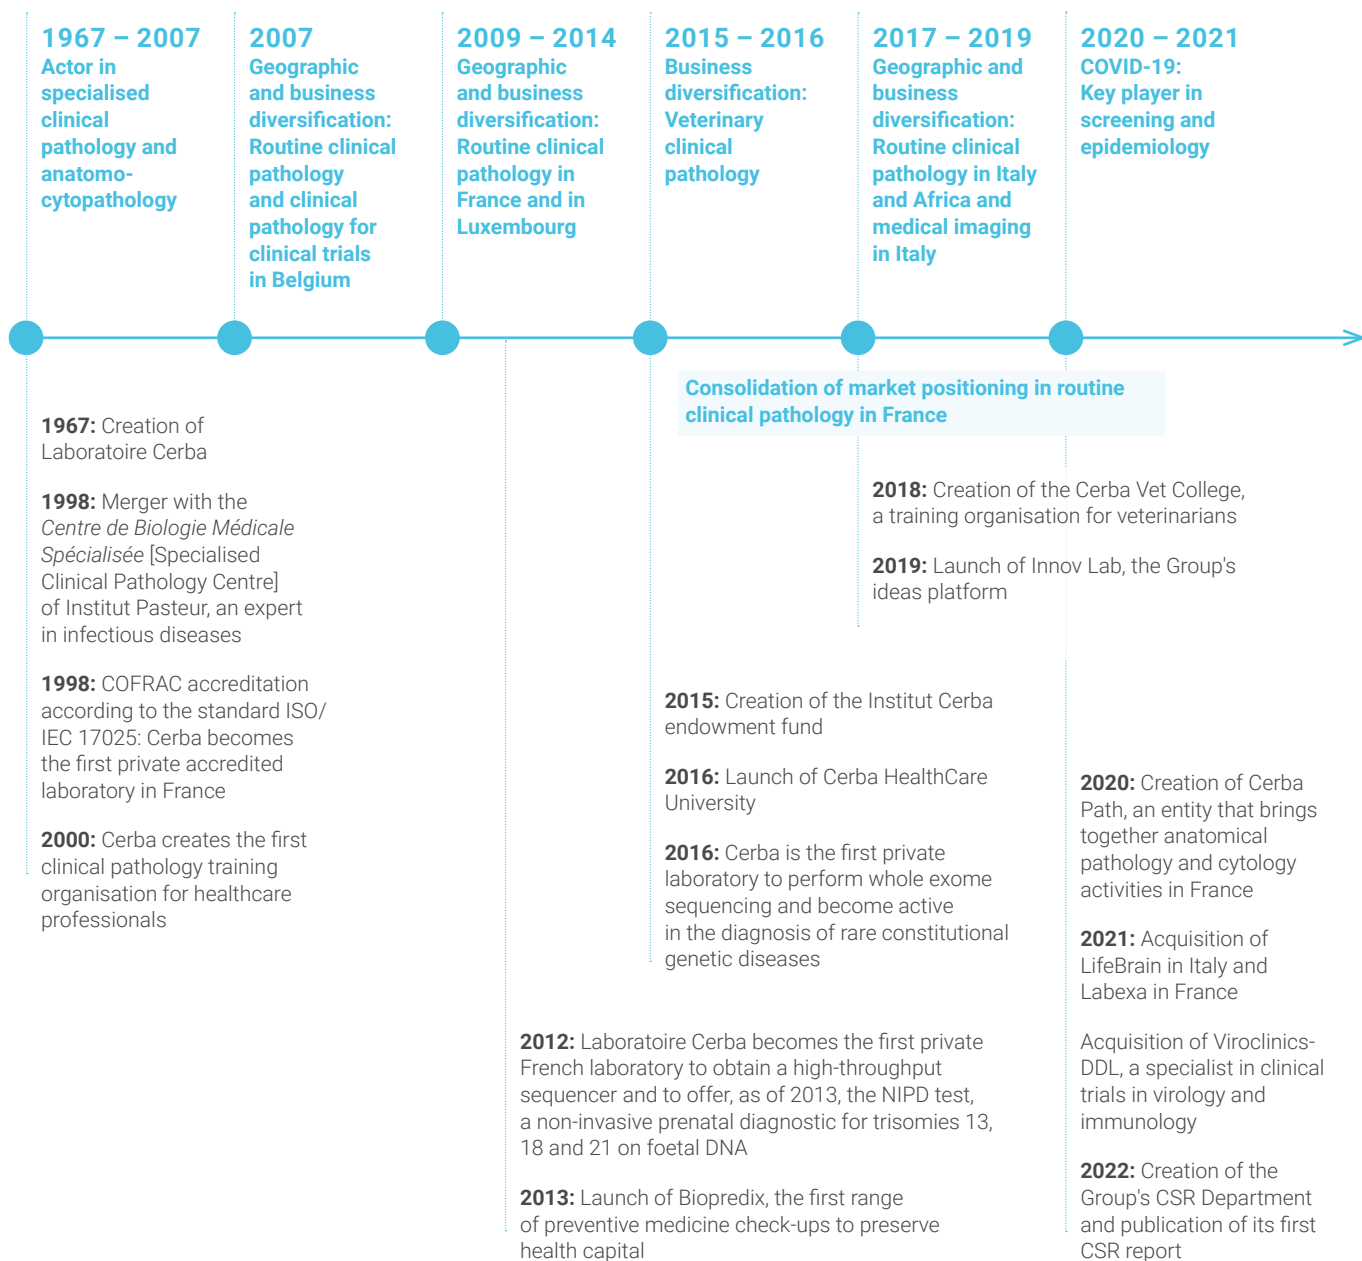 1967 – 2007
Actor in
specialised
clinical
pathology and
anatomo-
cytopathology
2007
Geographic
and business
diversification:
Routine clinical
pathology
and clinical
pathology for
clinical trials
in Belgium
2009 – 2014
Geographic
and business
diversification:
Routine clinical
pathology in
France and in
Luxembourg
2015 – 2016
Business
diversification:
Veterinary
clinical
pathology
2017 – 2019
Geographic and
business
diversification:
Routine clinical
pathology in Italy
and Africa and
medical imaging
in Italy
2020 – 2021
COVID-19:
Key player in
screening and
epidemiology
Consolidation of market positioning in routine
clinical pathology in France
1967: Creation of
Laboratoire Cerba
1998: Merger with the
Centre de Biologie Médicale
Spécialisée [Specialised
Clinical Pathology Centre]
of Institut Pasteur, an expert
in infectious diseases
1998: COFRAC accreditation
according to the standard ISO/
IEC 17025: Cerba becomes
the first private accredited
laboratory in France
2000: Cerba creates the first
clinical pathology training
organisation for healthcare
professionals
2012: Laboratoire Cerba becomes the first private
French laboratory to obtain a high-throughput
sequencer and to offer, as of 2013, the NIPD test,
a non-invasive prenatal diagnostic for trisomies 13,
18 and 21 on foetal DNA
2013: Launch of Biopredix, the first range
of preventive medicine check-ups to preserve
health capital
2015: Creation of the Institut Cerba
endowment fund
2016: Launch of Cerba HealthCare
University
2016: Cerba is the first private
laboratory to perform whole exome
sequencing and become active
in the diagnosis of rare constitutional
genetic diseases
2018: Creation of the Cerba Vet College,
a training organisation for veterinarians
2019: Launch of Innov Lab, the Group's
ideas platform
2020: Creation of Cerba
Path, an entity that brings
together anatomical
pathology and cytology
activities in France
2021: Acquisition of
LifeBrain in Italy and
Labexa in France
Acquisition of Viroclinics-
DDL, a specialist in clinical
trials in virology and
immunology
2022: Creation of the
Group's CSR Department
and publication of its first
CSR report